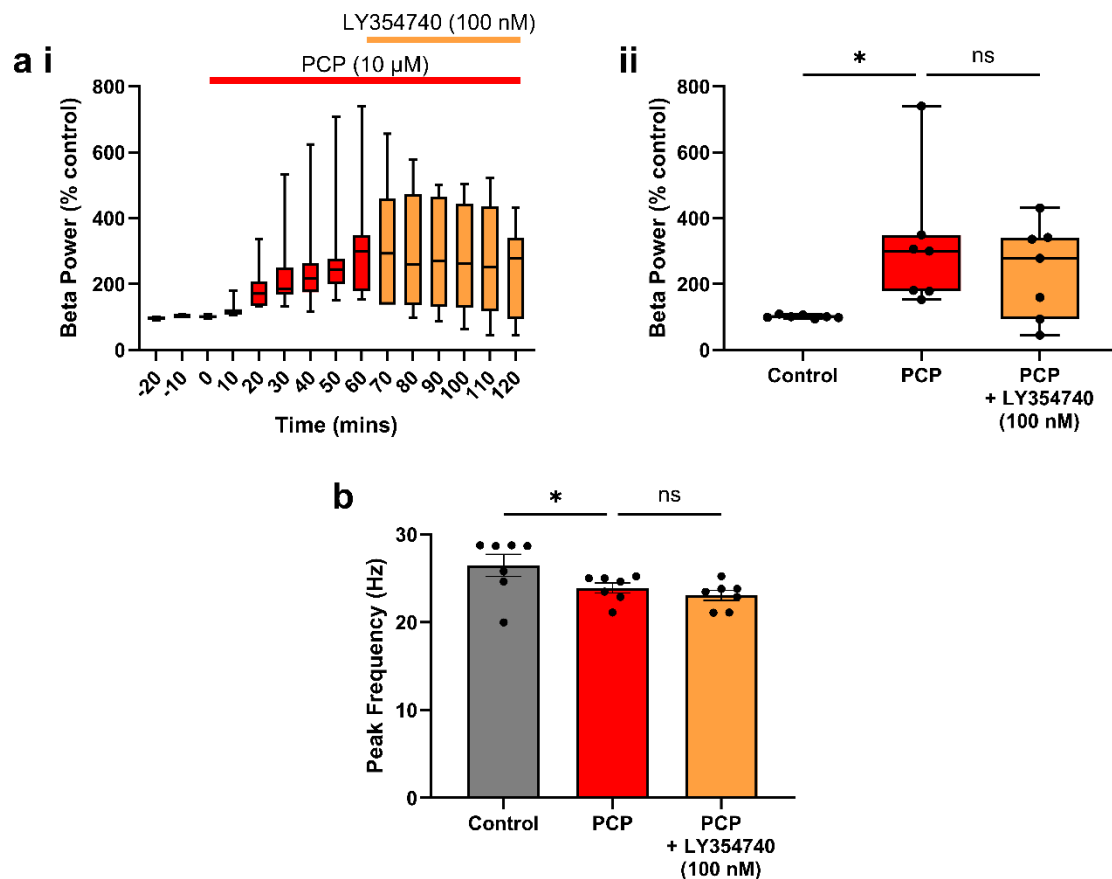 LY354740 (100 nM)
a i
PCP (10 µM)
Beta Power (% control)
800
600
400
200
0
-20 -10 0 10 20 30 40 50 60 70 80 90 100 110 120
Time (mins)
ii
* ns
Beta Power (% control)
800
600
400
200
0
Control PCP PCP
+ LY354740
(100 nM)
b
* ns
Peak Frequency (Hz)
30
20
10
0
Control PCP PCP
+ LY354740
(100 nM)